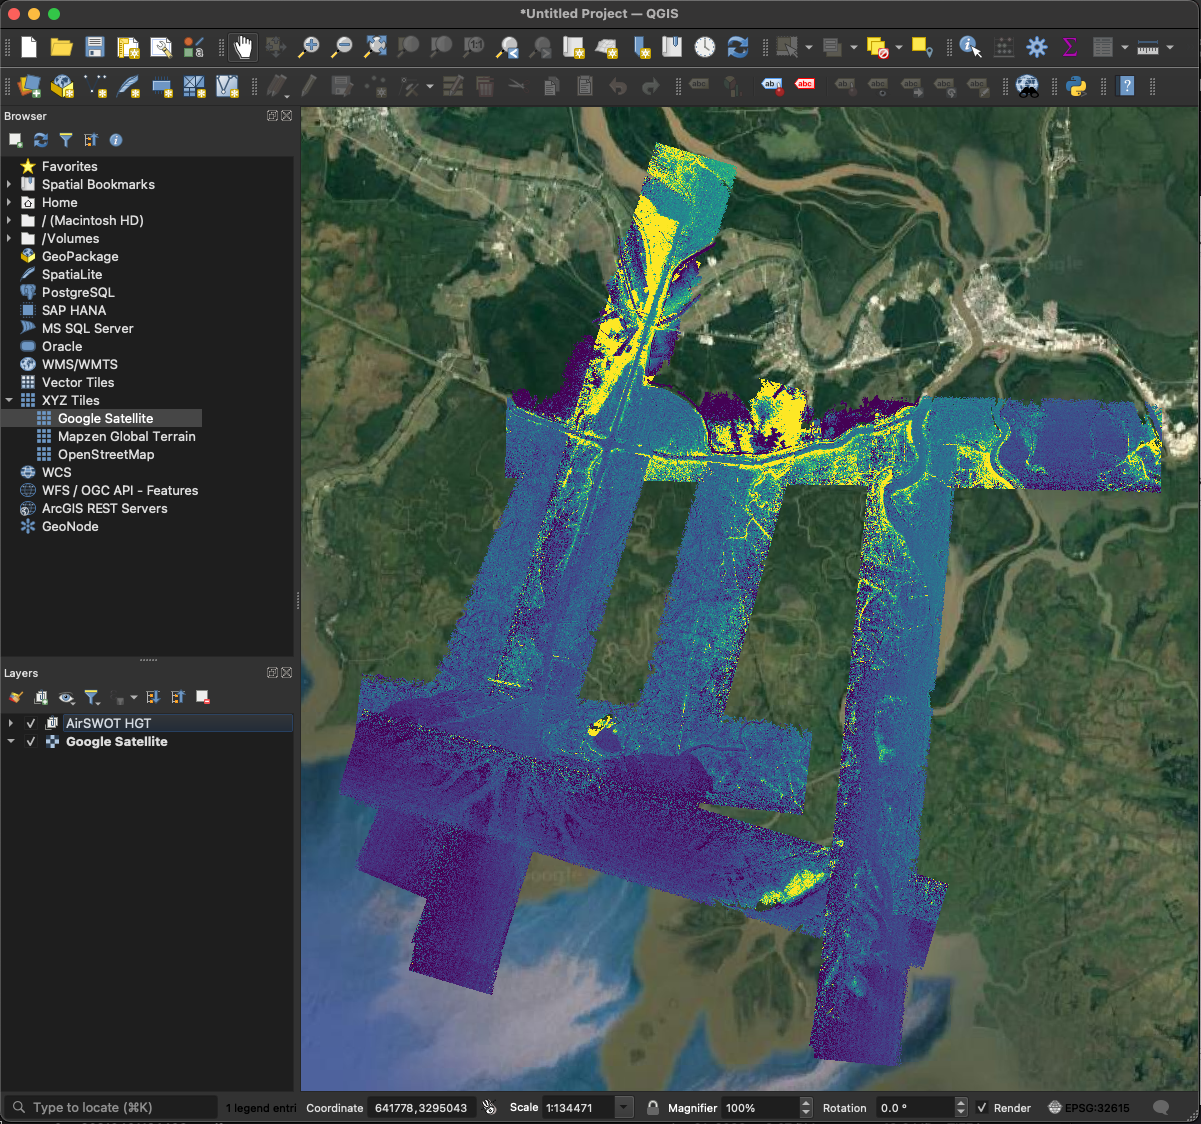 *Untitled Project — QGIS
Browser
Favorites
Spatial Bookmarks
Home
/ (Macintosh HD)
/Volumes
GeoPackage
SpatiaLite
PostgreSQL
SAP HANA
MS SQL Server
Oracle
WMS/WMTS
Vector Tiles
XYZ Tiles
Google Satellite
Mapzen Global Terrain
OpenStreetMap
WCS
WFS / OGC API - Features
ArcGIS REST Servers
GeoNode
Layers
AirSWOT HGT
Google Satellite
Type to locate (⌘K)
1 legend entri
Coordinate 641778,3295043
Scale 1:134471
Magnifier 100%
Rotation 0.0 °
Render
EPSG:32615